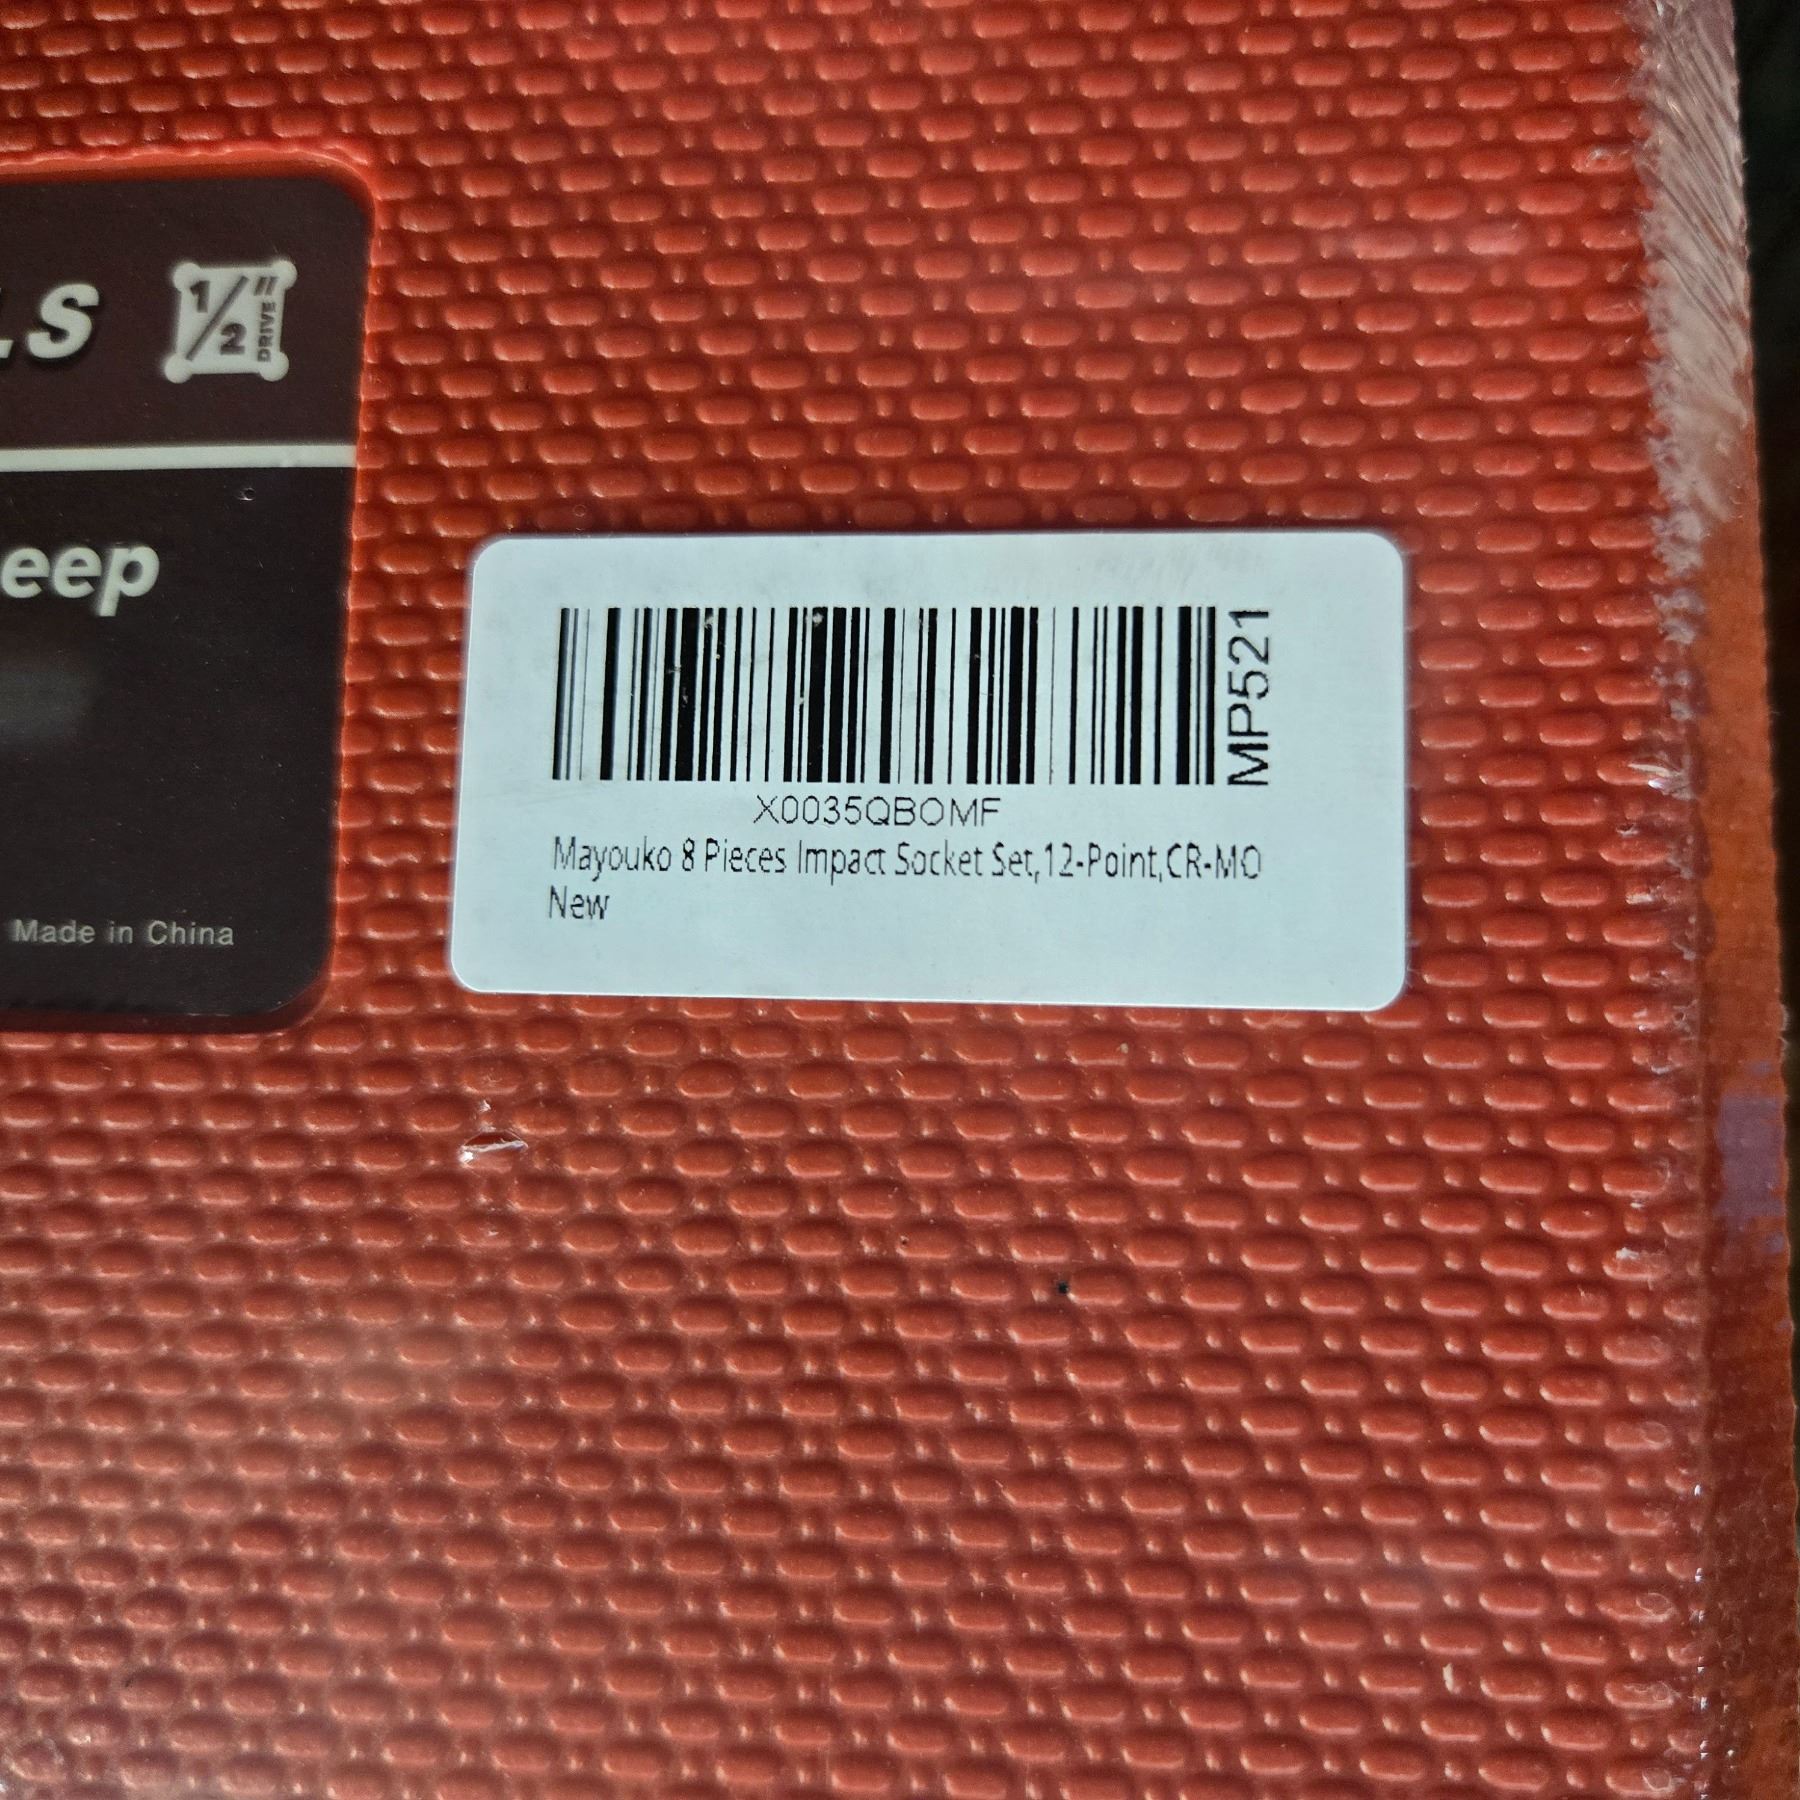 LS
1/2" DRIVE
eep
Made in China
MP521
X0035QBOMF
Mayouko 8 Pieces Impact Socket Set,12-Point,CR-MO
New